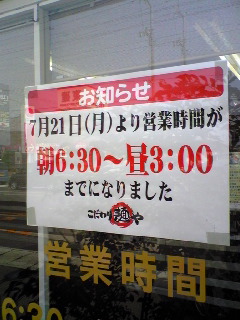 お知らせ
7月21日(月)より営業時間が
朝6:30〜昼3:00
までになりました
こだわり麺や
営業時間
6:30